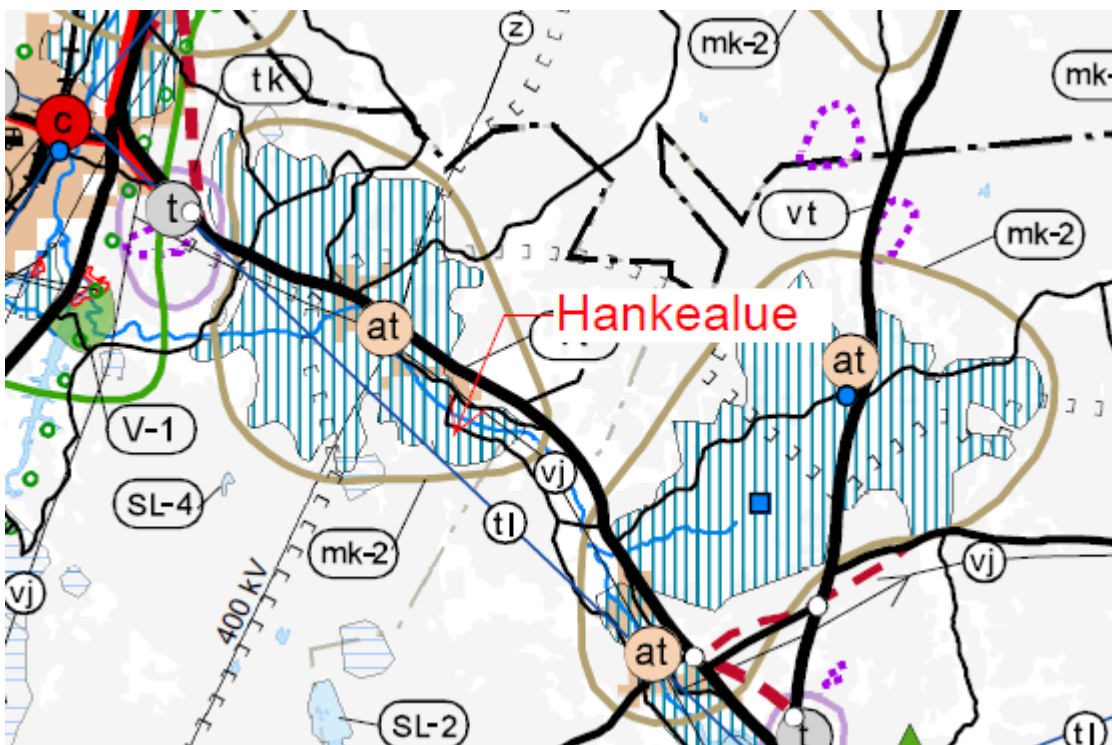 z
mk-2
mk-
tk
c
t
vt
mk-2
Hankealue
at
at
V-1
SL-4
vj
tl
mk-2
vj
vj
400 kV
at
SL-2
t
tl